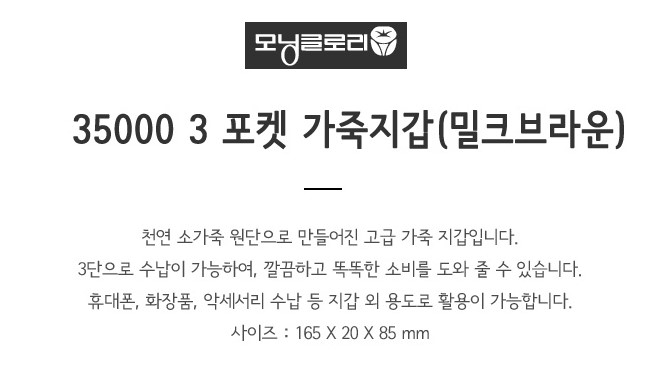 모닝글로리
35000 3 포켓 가죽지갑(밀크브라운)
천연 소가죽 원단으로 만들어진 고급 가죽 지갑입니다.
3단으로 수납이 가능하여, 깔끔하고 똑똑한 소비를 도와 줄 수 있습니다.
휴대폰, 화장품, 악세서리 수납 등 지갑 외 용도로 활용이 가능합니다.
사이즈 : 165 X 20 X 85 mm